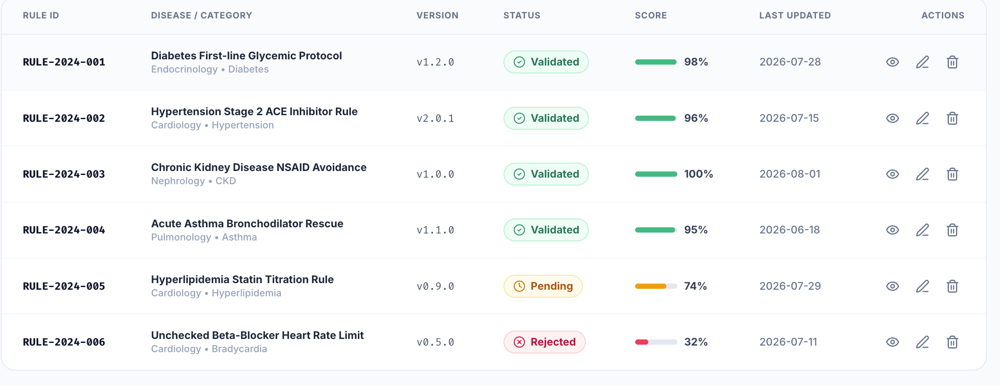 RULE ID DISEASE / CATEGORY VERSION STATUS SCORE LAST UPDATED ACTIONS
RULE-2024-001 Diabetes First-line Glycemic Protocol v1.2.0 Validated 98% 2026-07-28
Endocrinology • Diabetes
RULE-2024-002 Hypertension Stage 2 ACE Inhibitor Rule v2.0.1 Validated 96% 2026-07-15
Cardiology • Hypertension
RULE-2024-003 Chronic Kidney Disease NSAID Avoidance v1.0.0 Validated 100% 2026-08-01
Nephrology • CKD
RULE-2024-004 Acute Asthma Bronchodilator Rescue v1.1.0 Validated 95% 2026-06-18
Pulmonology • Asthma
RULE-2024-005 Hyperlipidemia Statin Titration Rule v0.9.0 Pending 74% 2026-07-29
Cardiology • Hyperlipidemia
RULE-2024-006 Unchecked Beta-Blocker Heart Rate Limit v0.5.0 Rejected 32% 2026-07-11
Cardiology • Bradycardia